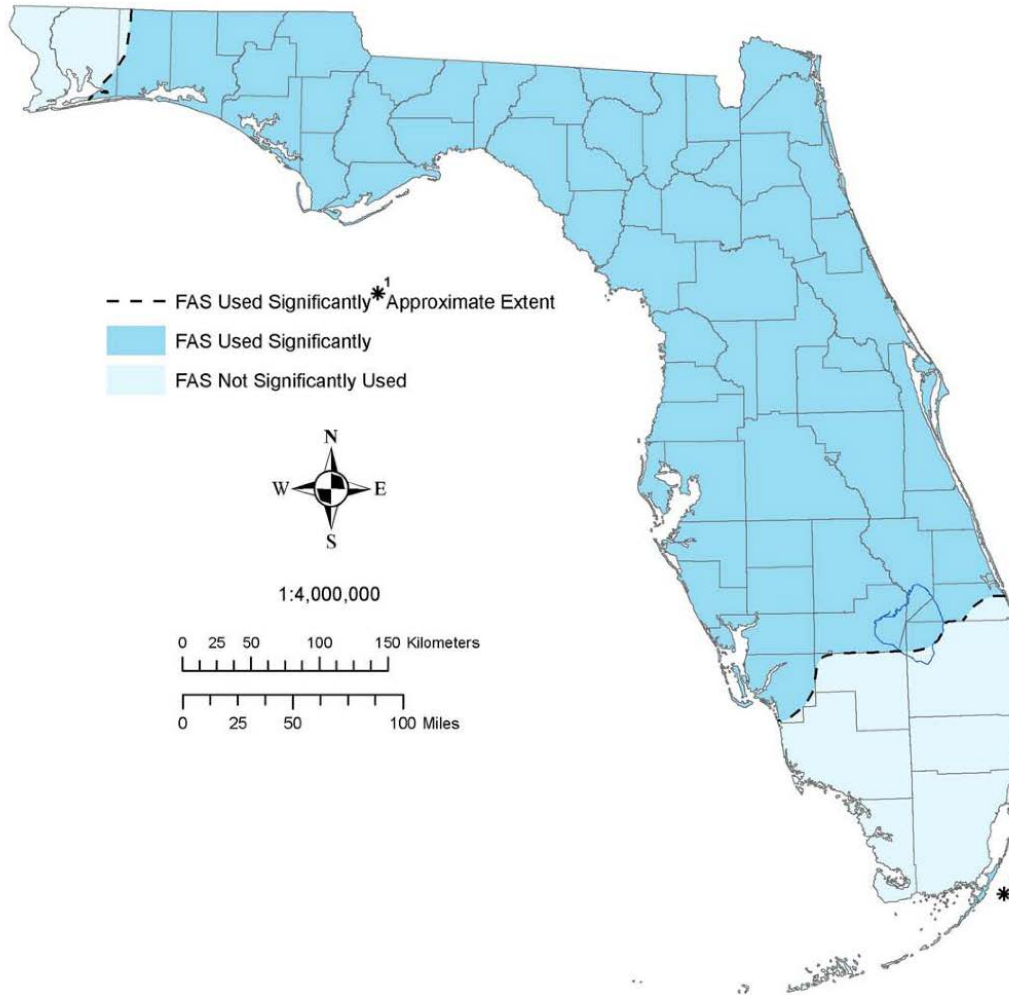 FAS Used Significantly*1 Approximate Extent
FAS Used Significantly
FAS Not Significantly Used
N
W E
S
1:4,000,000
0 25 50 100 150 Kilometers
0 25 50 100 Miles
*